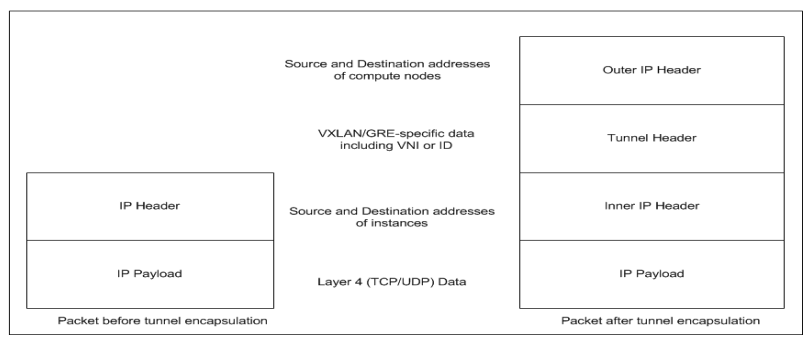 Source and Destination addresses
of compute nodes
Outer IP Header
VXLAN/GRE-specific data
including VNI or ID
Tunnel Header
IP Header
Source and Destination addresses
of instances
Inner IP Header
IP Payload
Layer 4 (TCP/UDP) Data
IP Payload
Packet before tunnel encapsulation
Packet after tunnel encapsulation